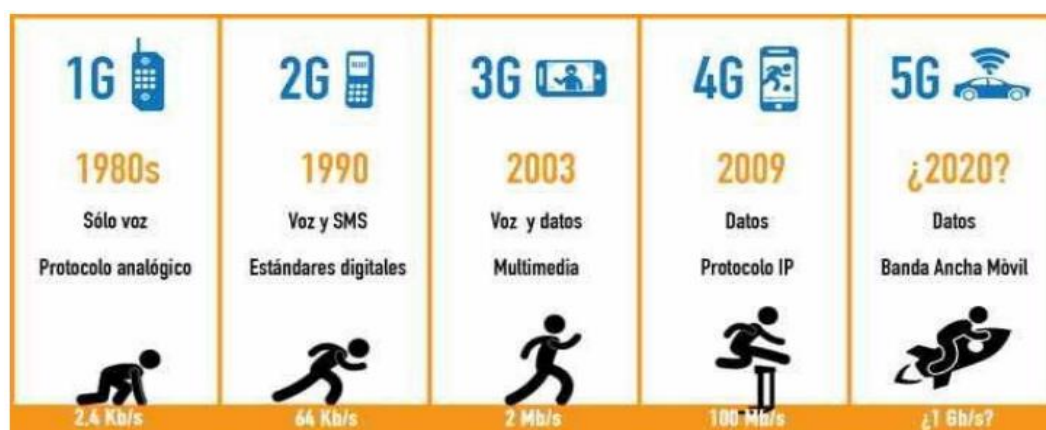 1G
1980s
Sólo voz
Protocolo analógico
2,4 Kb/s
2G
1990
Voz y SMS
Estándares digitales
64 Kb/s
3G
2003
Voz y datos
Multimedia
2 Mb/s
4G
2009
Datos
Protocolo IP
100 Mb/s
5G
¿2020?
Datos
Banda Ancha Mòvil
¿1 Gb/s?